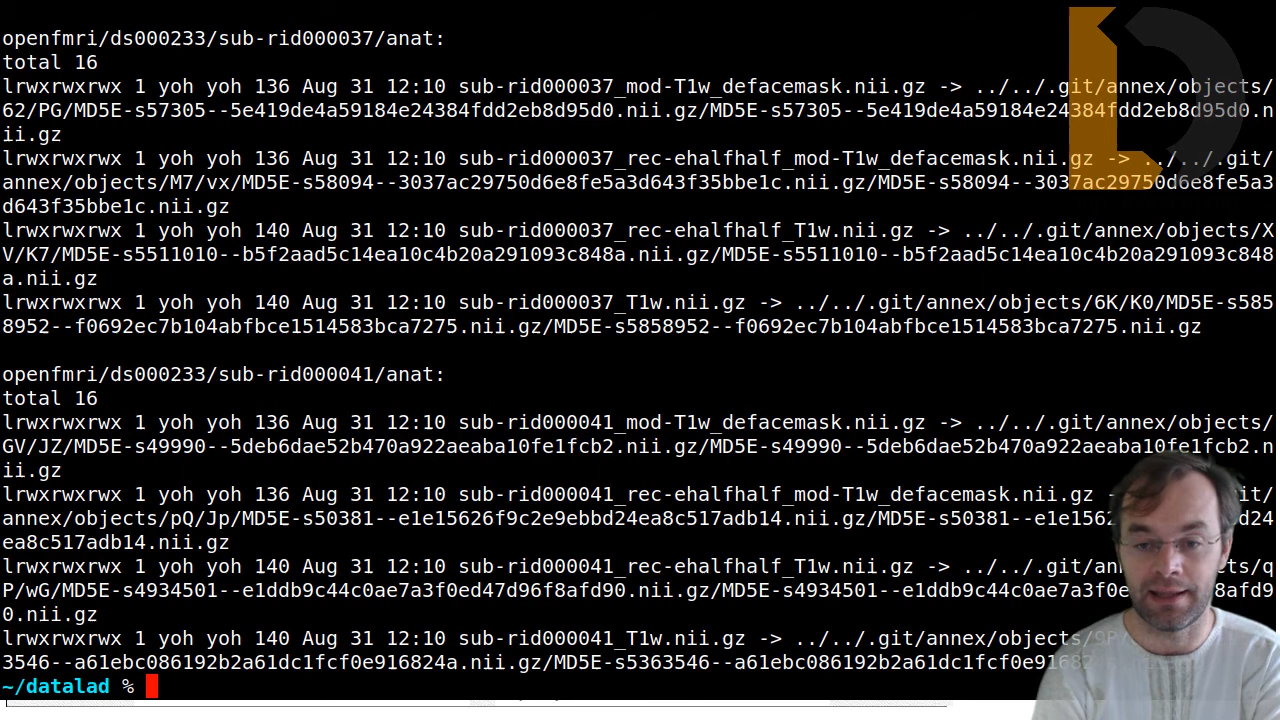 openfmri/ds000233/sub-rid000037/anat:
total 16
lrwxrwxrwx 1 yoh yoh 136 Aug 31 12:10 sub-rid000037_mod-T1w_defacemask.nii.gz -> ../../.git/annex/objects/
62/PG/MD5E-s57305--5e419de4a59184e24384fdd2eb8d95d0.nii.gz/MD5E-s57305--5e419de4a59184e24384fdd2eb8d95d0.n
ii.gz
lrwxrwxrwx 1 yoh yoh 136 Aug 31 12:10 sub-rid000037_rec-ehalfhalf_mod-T1w_defacemask.nii.gz -> ../../.git/
annex/objects/M7/vx/MD5E-s58094--3037ac29750d6e8fe5a3d643f35bbe1c.nii.gz/MD5E-s58094--3037ac29750d6e8fe5a3
d643f35bbe1c.nii.gz
lrwxrwxrwx 1 yoh yoh 140 Aug 31 12:10 sub-rid000037_rec-ehalfhalf_T1w.nii.gz -> ../../.git/annex/objects/X
V/K7/MD5E-s5511010--b5f2aad5c14ea10c4b20a291093c848a.nii.gz/MD5E-s5511010--b5f2aad5c14ea10c4b20a291093c848
a.nii.gz
lrwxrwxrwx 1 yoh yoh 140 Aug 31 12:10 sub-rid000037_T1w.nii.gz -> ../../.git/annex/objects/6K/K0/MD5E-s585
8952--f0692ec7b104abfbce1514583bca7275.nii.gz/MD5E-s5858952--f0692ec7b104abfbce1514583bca7275.nii.gz
openfmri/ds000233/sub-rid000041/anat:
total 16
lrwxrwxrwx 1 yoh yoh 136 Aug 31 12:10 sub-rid000041_mod-T1w_defacemask.nii.gz -> ../../.git/annex/objects/
GV/JZ/MD5E-s49990--5deb6dae52b470a922aeaba10fe1fcb2.nii.gz/MD5E-s49990--5deb6dae52b470a922aeaba10fe1fcb2.n
ii.gz
lrwxrwxrwx 1 yoh yoh 136 Aug 31 12:10 sub-rid000041_rec-ehalfhalf_mod-T1w_defacemask.nii.gz it/
annex/objects/pQ/Jp/MD5E-s50381--e1e15626f9c2e9ebbd24ea8c517adb14.nii.gz/MD5E-s50381--e1e1562 d24
ea8c517adb14.nii.gz
lrwxrwxrwx 1 yoh yoh 140 Aug 31 12:10 sub-rid000041_rec-ehalfhalf_T1w.nii.gz -> ../../.git/an cts/q
P/wG/MD5E-s4934501--e1ddb9c44c0ae7a3f0ed47d96f8afd90.nii.gz/MD5E-s4934501--e1ddb9c44c0ae7a3f0e 8afd9
0.nii.gz
lrwxrwxrwx 1 yoh yoh 140 Aug 31 12:10 sub-rid000041_T1w.nii.gz -> ../../.git/annex/objects/
3546--a61ebc086192b2a61dc1fcf0e916824a.nii.gz/MD5E-s5363546--a61ebc086192b2a61dc1fcf0e91682
~/datalad %